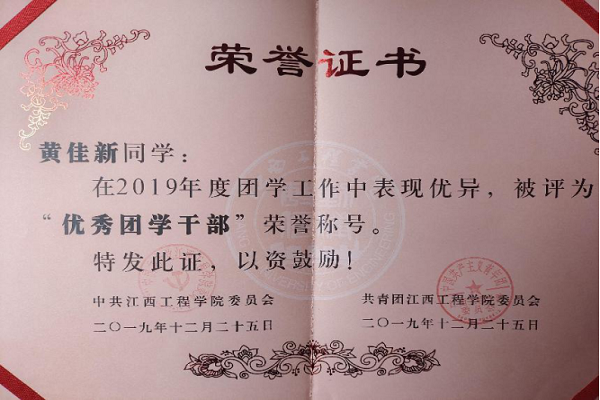 荣誉证书
黄佳新同学：
在2019年度团学工作中表现优异，被评为
“优秀团学干部”荣誉称号。
特发此证，以资鼓励！
中共江西工程学院委员会
二〇一九年十二月二十五日
共青团江西工程学院委员会
二〇一九年十二月二十五日